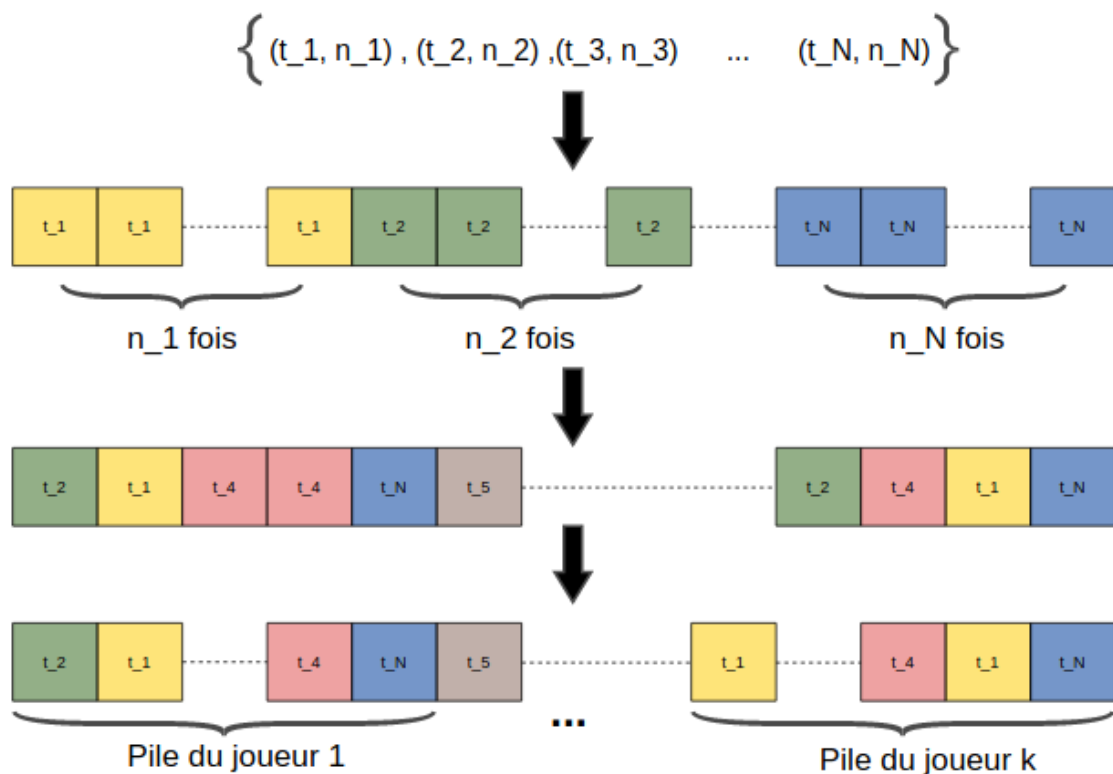 { (t_1, n_1) , (t_2, n_2) ,(t_3, n_3) ... (t_N, n_N) }
t_1 t_1 t_1 t_2 t_2 t_2 t_N t_N t_N
n_1 fois n_2 fois n_N fois
t_2 t_1 t_4 t_4 t_N t_5 t_2 t_4 t_1 t_N
t_2 t_1 t_4 t_N t_5 t_1 t_4 t_1 t_N
...
Pile du joueur 1 Pile du joueur k